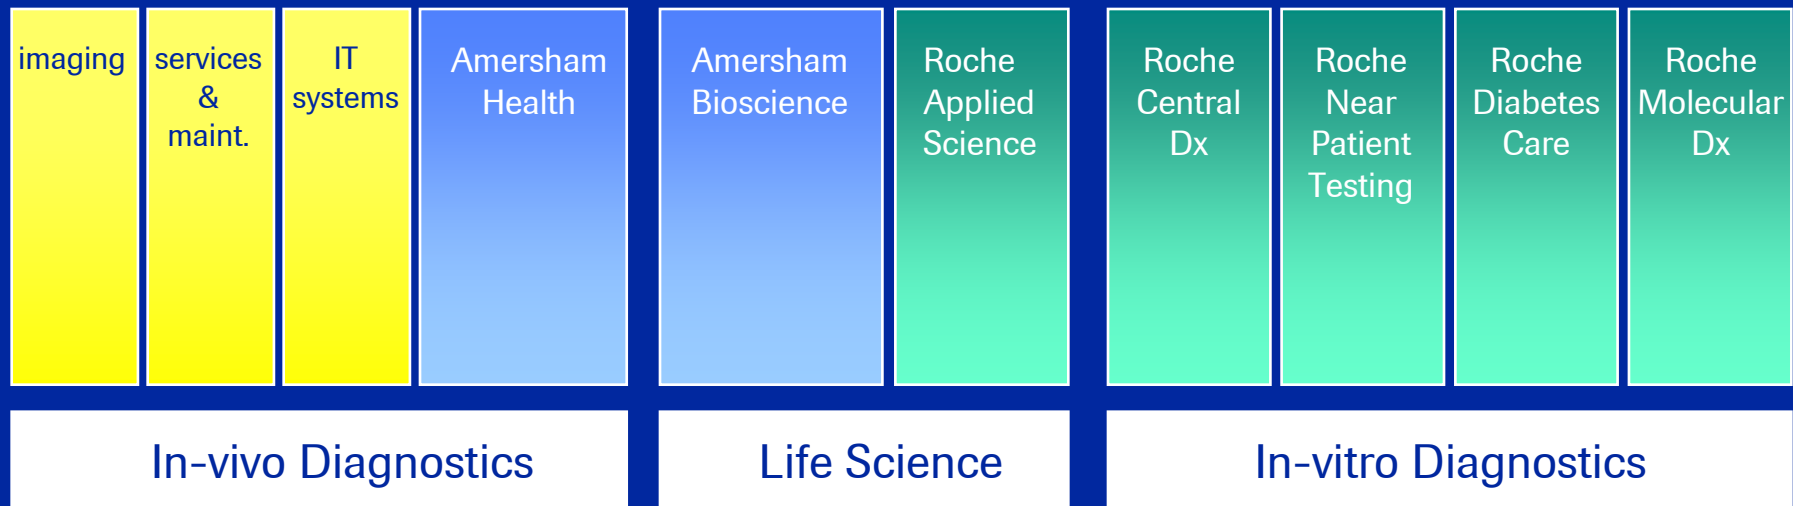 imaging
services
&
maint.
IT
systems
Amersham
Health
Amersham
Bioscience
Roche
Applied
Science
Roche
Central
Dx
Roche
Near
Patient
Testing
Roche
Diabetes
Care
Roche
Molecular
Dx
In-vivo Diagnostics
Life Science
In-vitro Diagnostics